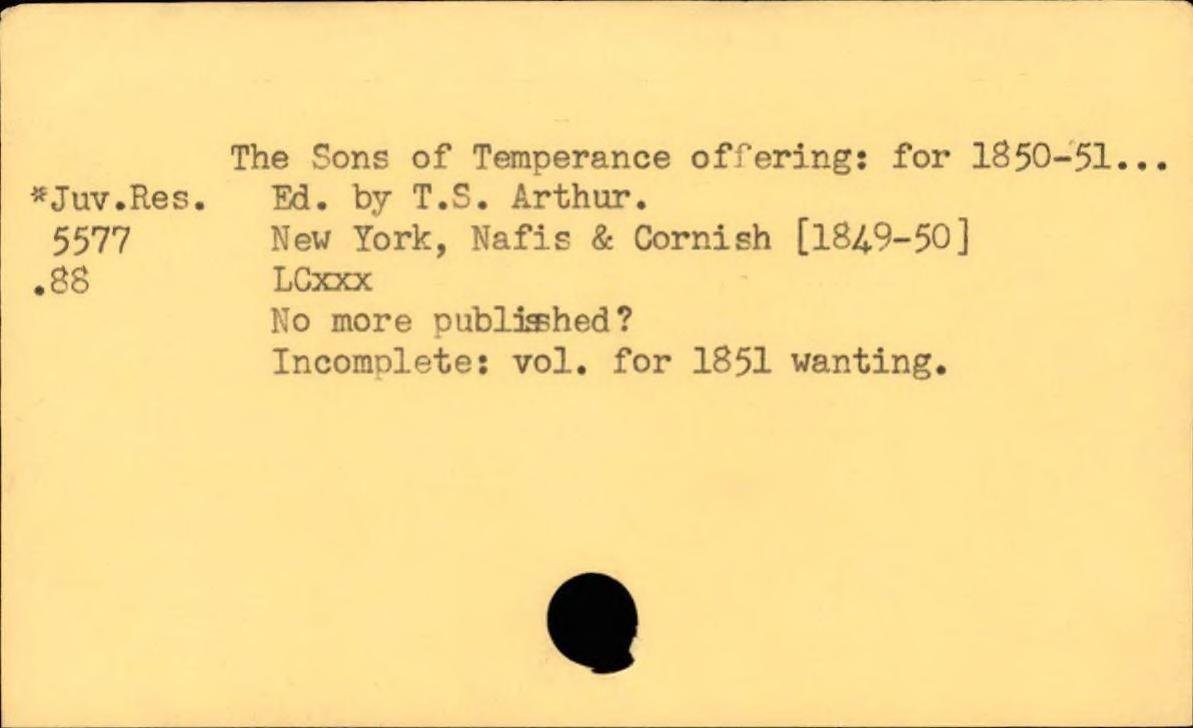 The Sons of Temperance offering: for 1850-51...
*Juv.Res. Ed. by T.S. Arthur.
5577 New York, Nafis & Cornish [1849-50]
.88 LCxxx
No more published?
Incomplete: vol. for 1851 wanting.